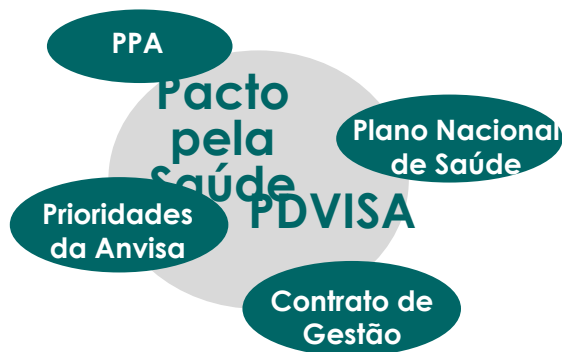 PPA
Pacto
pela
Saúde
Plano Nacional
de Saúde
PDVISA
Prioridades
da Anvisa
Contrato de
Gestão